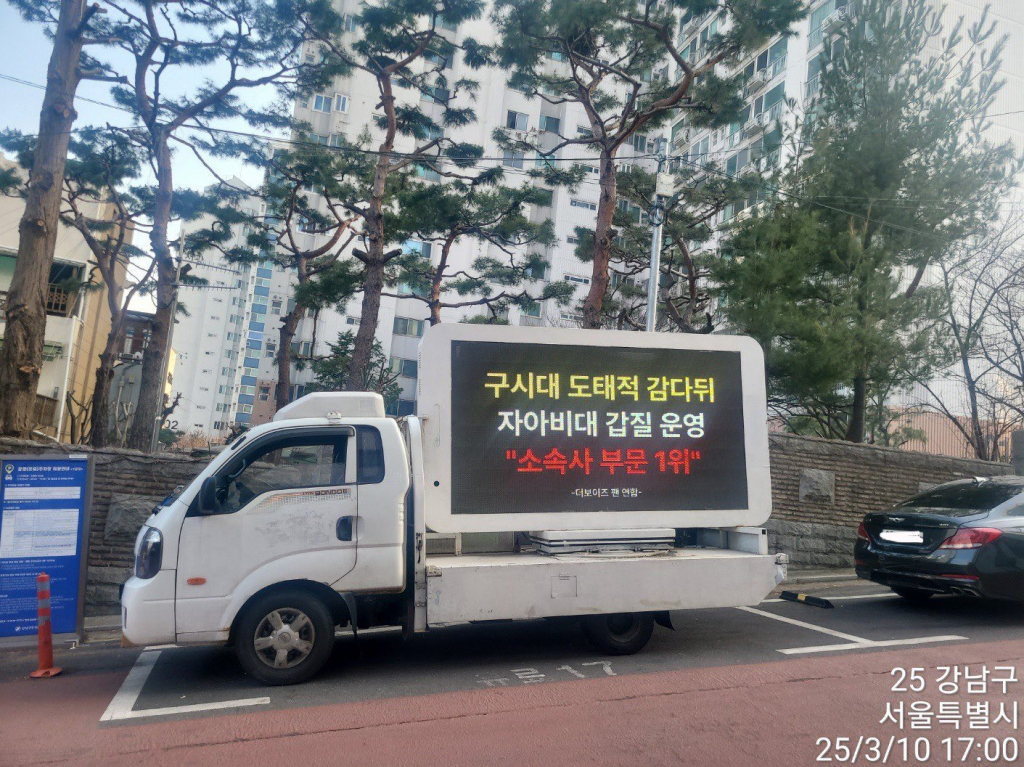 구시대 도태적 감다뒤
자아비대 갑질 운영
"소속사 부문 1위"
-더보이즈 팬 연합-
25 강남구
서울특별시
25/3/10 17:00